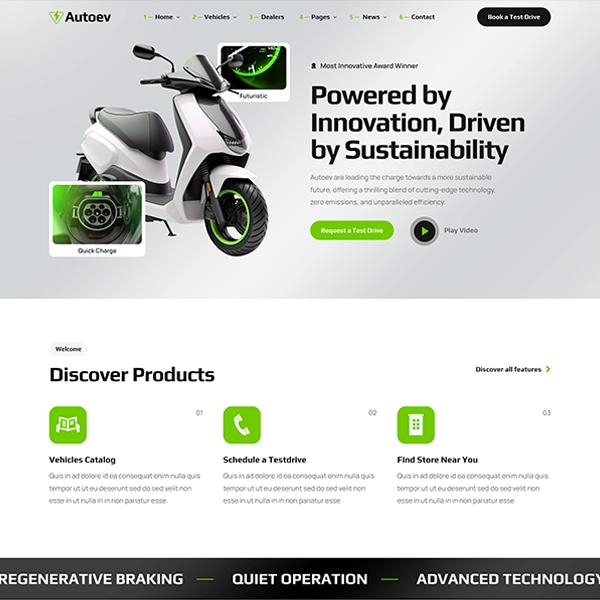 Autoev
1 — Home
2 — Vehicles
3 — Dealers
4 — Pages
5 — News
6 — Contact
Book a Test Drive
Futuristic
Quick Charge
Most Innovative Award Winner
Powered by
Innovation, Driven
by Sustainability
Autoev are leading the charge towards a more sustainable
future, offering a thrilling blend of cutting-edge technology,
zero emissions, and unparalleled efficiency.
Request a Test Drive
Play Video
Welcome
Discover Products
Discover all features
01
Vehicles Catalog
Quis in ad dolore id ea consequat enim nulla quis
tempor ut ut eu deserunt sed do sed velit non
esse in ut nulla in in non pariatur esse.
02
Schedule a Testdrive
Quis in ad dolore id ea consequat enim nulla quis
tempor ut ut eu deserunt sed do sed velit non
esse in ut nulla in in non pariatur esse.
03
Find Store Near You
Quis in ad dolore id ea consequat enim nulla quis
tempor ut ut eu deserunt sed do sed velit non
esse in ut nulla in in non pariatur esse.
REGENERATIVE BRAKING — QUIET OPERATION — ADVANCED TECHNOLOGY